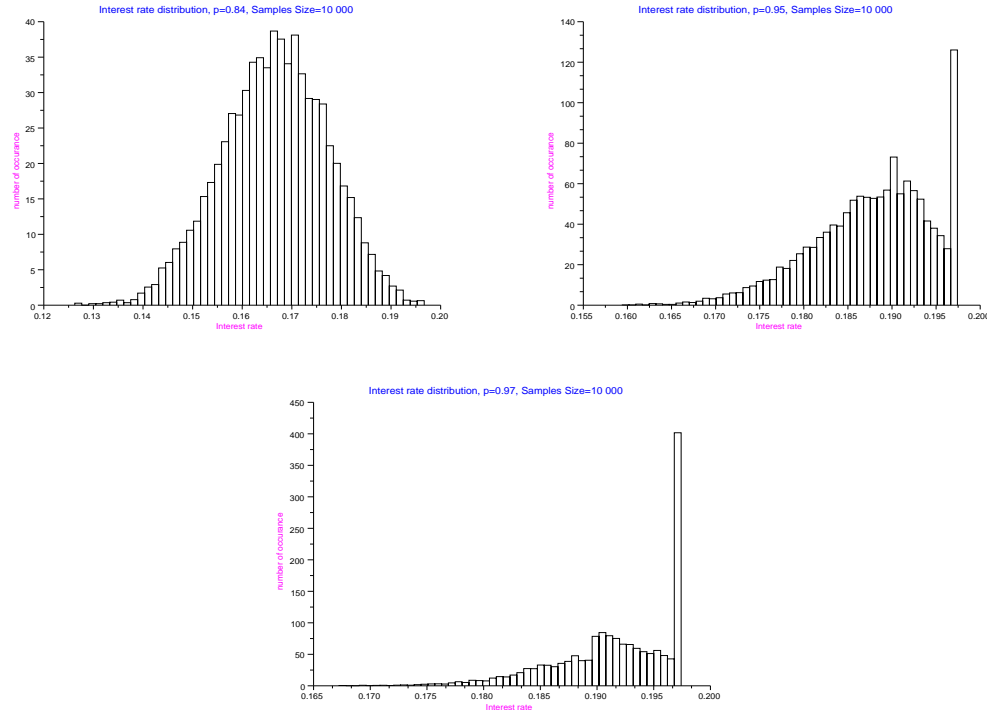 Interest rate distribution, p=0.84, Samples Size=10 000
40
35
30
25
20
15
10
5
0
number of occurance
0.12 0.13 0.14 0.15 0.16 0.17 0.18 0.19 0.20
Interest rate
Interest rate distribution, p=0.95, Samples Size=10 000
140
120
100
80
60
40
20
0
number of occurance
0.155 0.160 0.165 0.170 0.175 0.180 0.185 0.190 0.195 0.200
Interest rate
Interest rate distribution, p=0.97, Samples Size=10 000
450
400
350
300
250
200
150
100
50
0
number of occurance
0.165 0.170 0.175 0.180 0.185 0.190 0.195 0.200
Interest rate